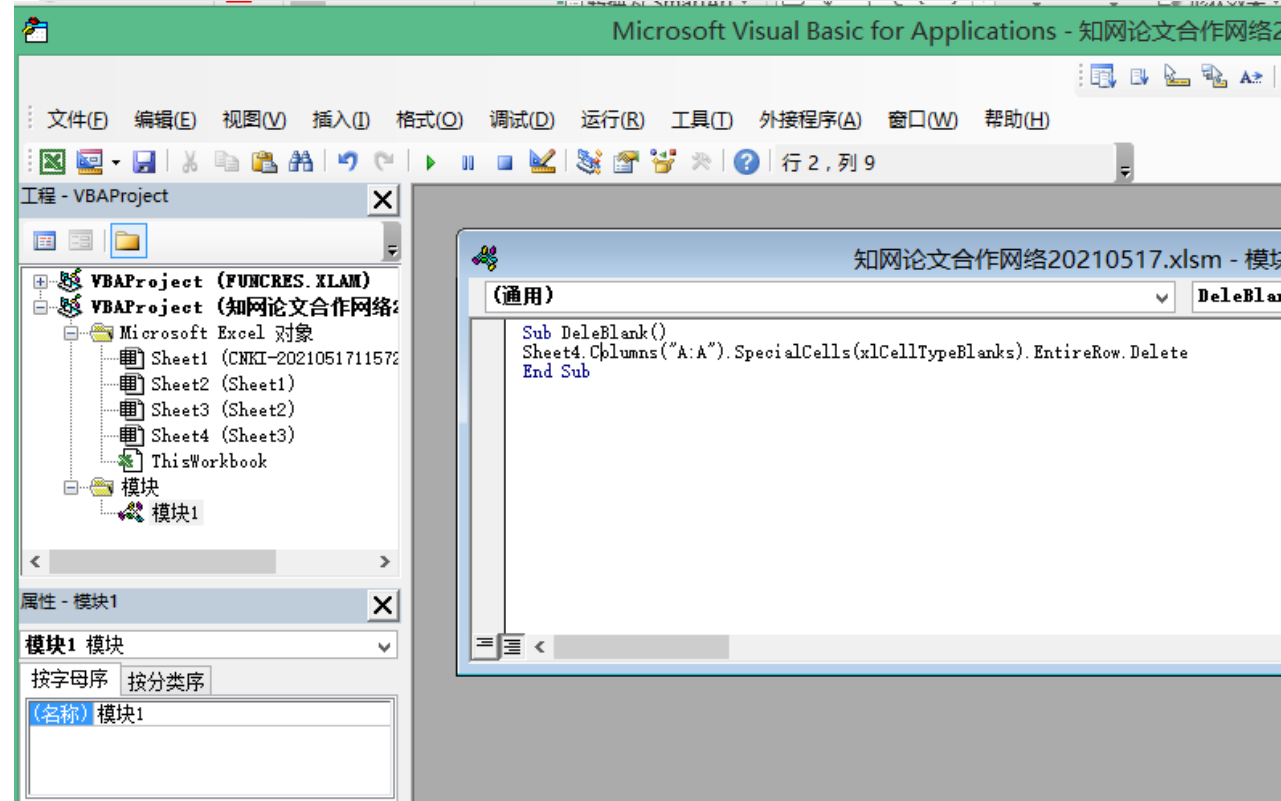 Microsoft Visual Basic for Applications - 知网论文合作网络2
文件(F) 编辑(E) 视图(V) 插入(I) 格式(O) 调试(D) 运行(R) 工具(T) 外接程序(A) 窗口(W) 帮助(H)
行 2 , 列 9
工程 - VBAProject
VBAProject (FUNCRES.XLAM)
VBAProject (知网论文合作网络2
Microsoft Excel 对象
Sheet1 (CNKI-2021051711572
Sheet2 (Sheet1)
Sheet3 (Sheet2)
Sheet4 (Sheet3)
ThisWorkbook
模块
模块1
属性 - 模块1
模块1 模块
按字母序 按分类序
(名称) 模块1
知网论文合作网络20210517.xlsm - 模块
(通用) DeleBlan
Sub DeleBlank()
Sheet4.Columns("A:A").SpecialCells(xlCellTypeBlanks).EntireRow.Delete
End Sub